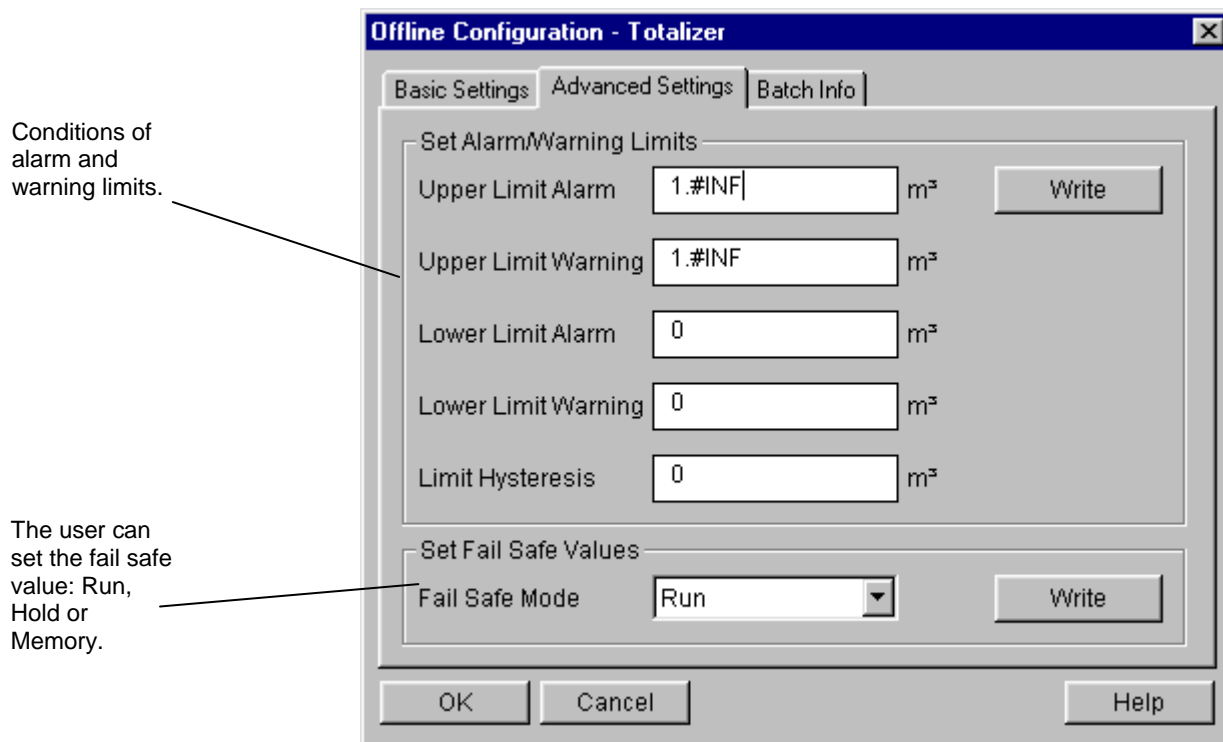 Offline Configuration - Totalizer
Basic Settings Advanced Settings Batch Info
Conditions of
alarm and
warning limits.
Set Alarm/Warning Limits
Upper Limit Alarm 1.#INF m³ Write
Upper Limit Warning 1.#INF m³
Lower Limit Alarm 0 m³
Lower Limit Warning 0 m³
Limit Hysteresis 0 m³
The user can
set the fail safe
value: Run,
Hold or
Memory.
Set Fail Safe Values
Fail Safe Mode Run Write
OK Cancel Help